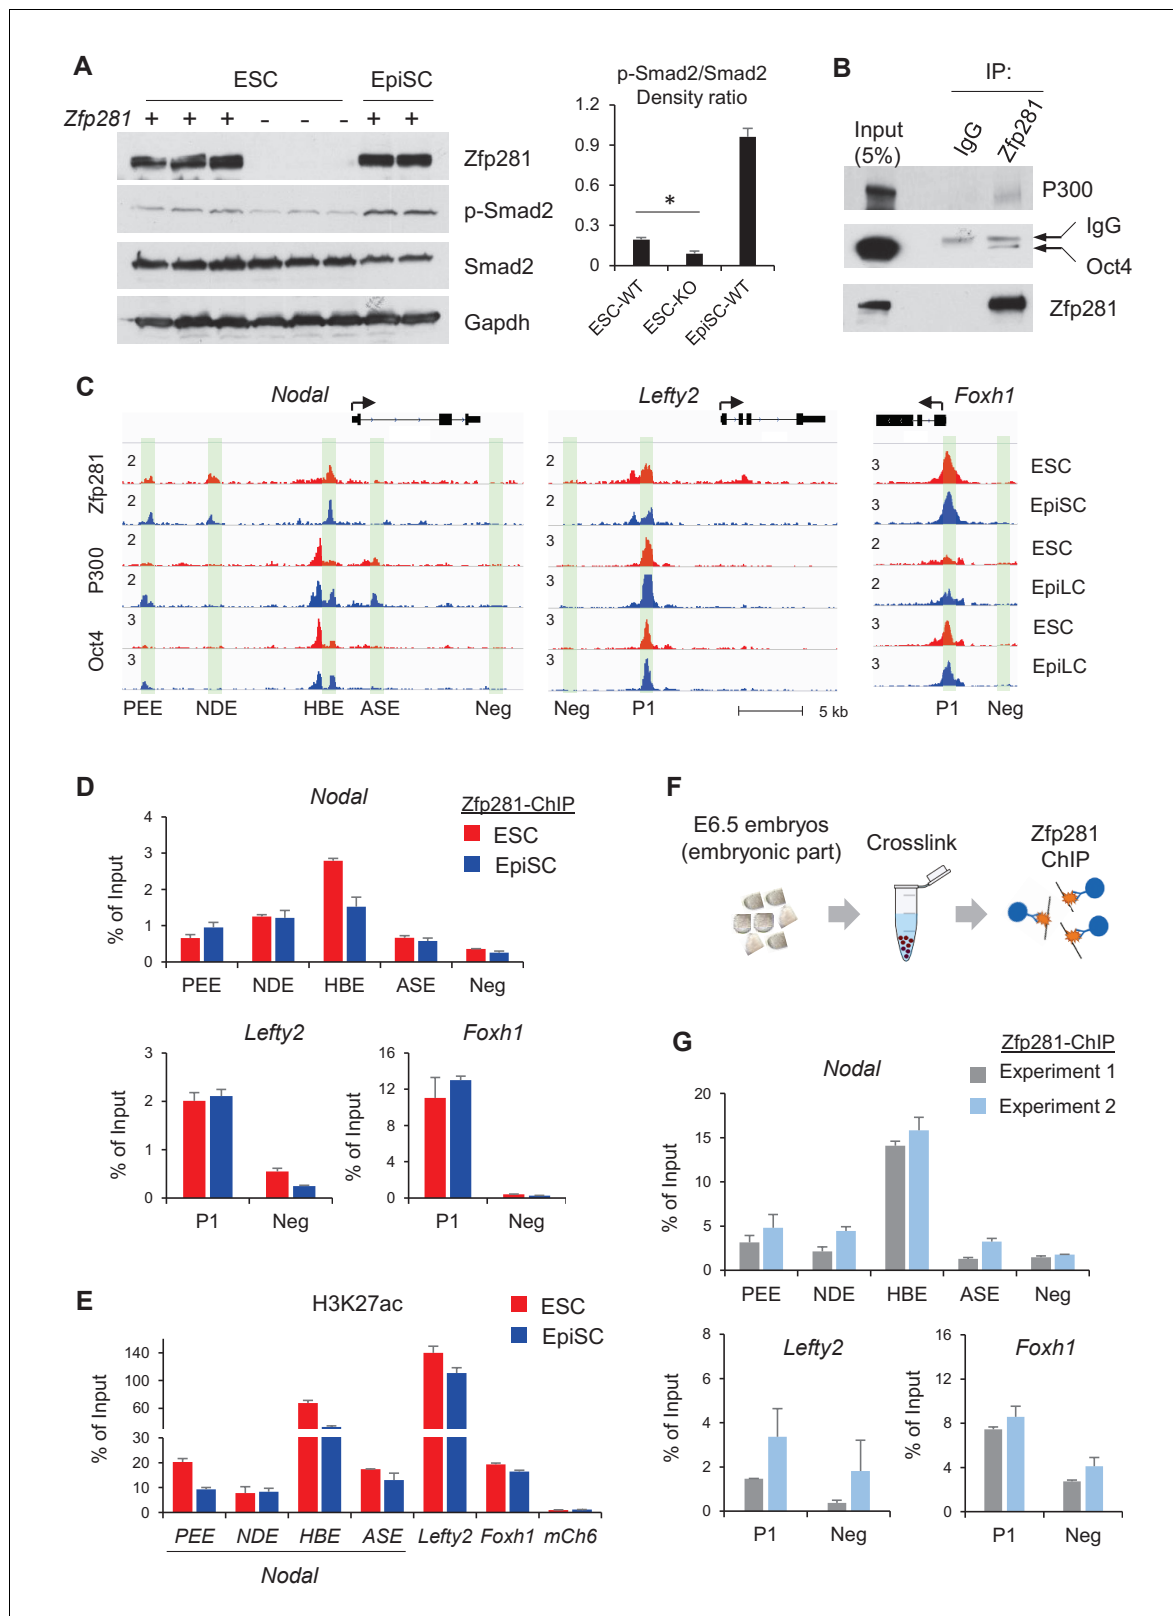 A
ESC
EpiSC
Zfp281 + + + - - - + +
Zfp281
p-Smad2
Smad2
Gapdh
p-Smad2/Smad2
Density ratio
1.2
0.9
0.6
0.3
0
*
ESC-WT
ESC-KO
EpiSC-WT
B
IP:
Input
(5%)
IgG
Zfp281
P300
IgG
Oct4
Zfp281
C
Nodal
Lefty2
Foxh1
Zfp281
P300
Oct4
2 2 3 ESC
2 2 3 EpiSC
2 3 2 ESC
2 3 2 EpiLC
3 3 3 ESC
3 3 3 EpiLC
PEE NDE HBE ASE Neg
Neg P1
5 kb
P1 Neg
D
Nodal
Zfp281-ChIP
ESC
EpiSC
% of Input
4
3
2
1
0
PEE NDE HBE ASE Neg
Lefty2
% of Input
3
2
1
0
P1 Neg
Foxh1
% of Input
16
12
8
4
0
P1 Neg
E
H3K27ac
ESC
EpiSC
% of Input
140
100
60
30
20
10
0
PEE NDE HBE ASE Lefty2 Foxh1 mCh6
Nodal
F
E6.5 embryos
(embryonic part)
Crosslink
Zfp281
ChIP
G
Zfp281-ChIP
Nodal
Experiment 1
Experiment 2
% of Input
20
15
10
5
0
PEE NDE HBE ASE Neg
Lefty2
% of Input
8
6
4
2
0
P1 Neg
Foxh1
% of Input
16
12
8
4
0
P1 Neg